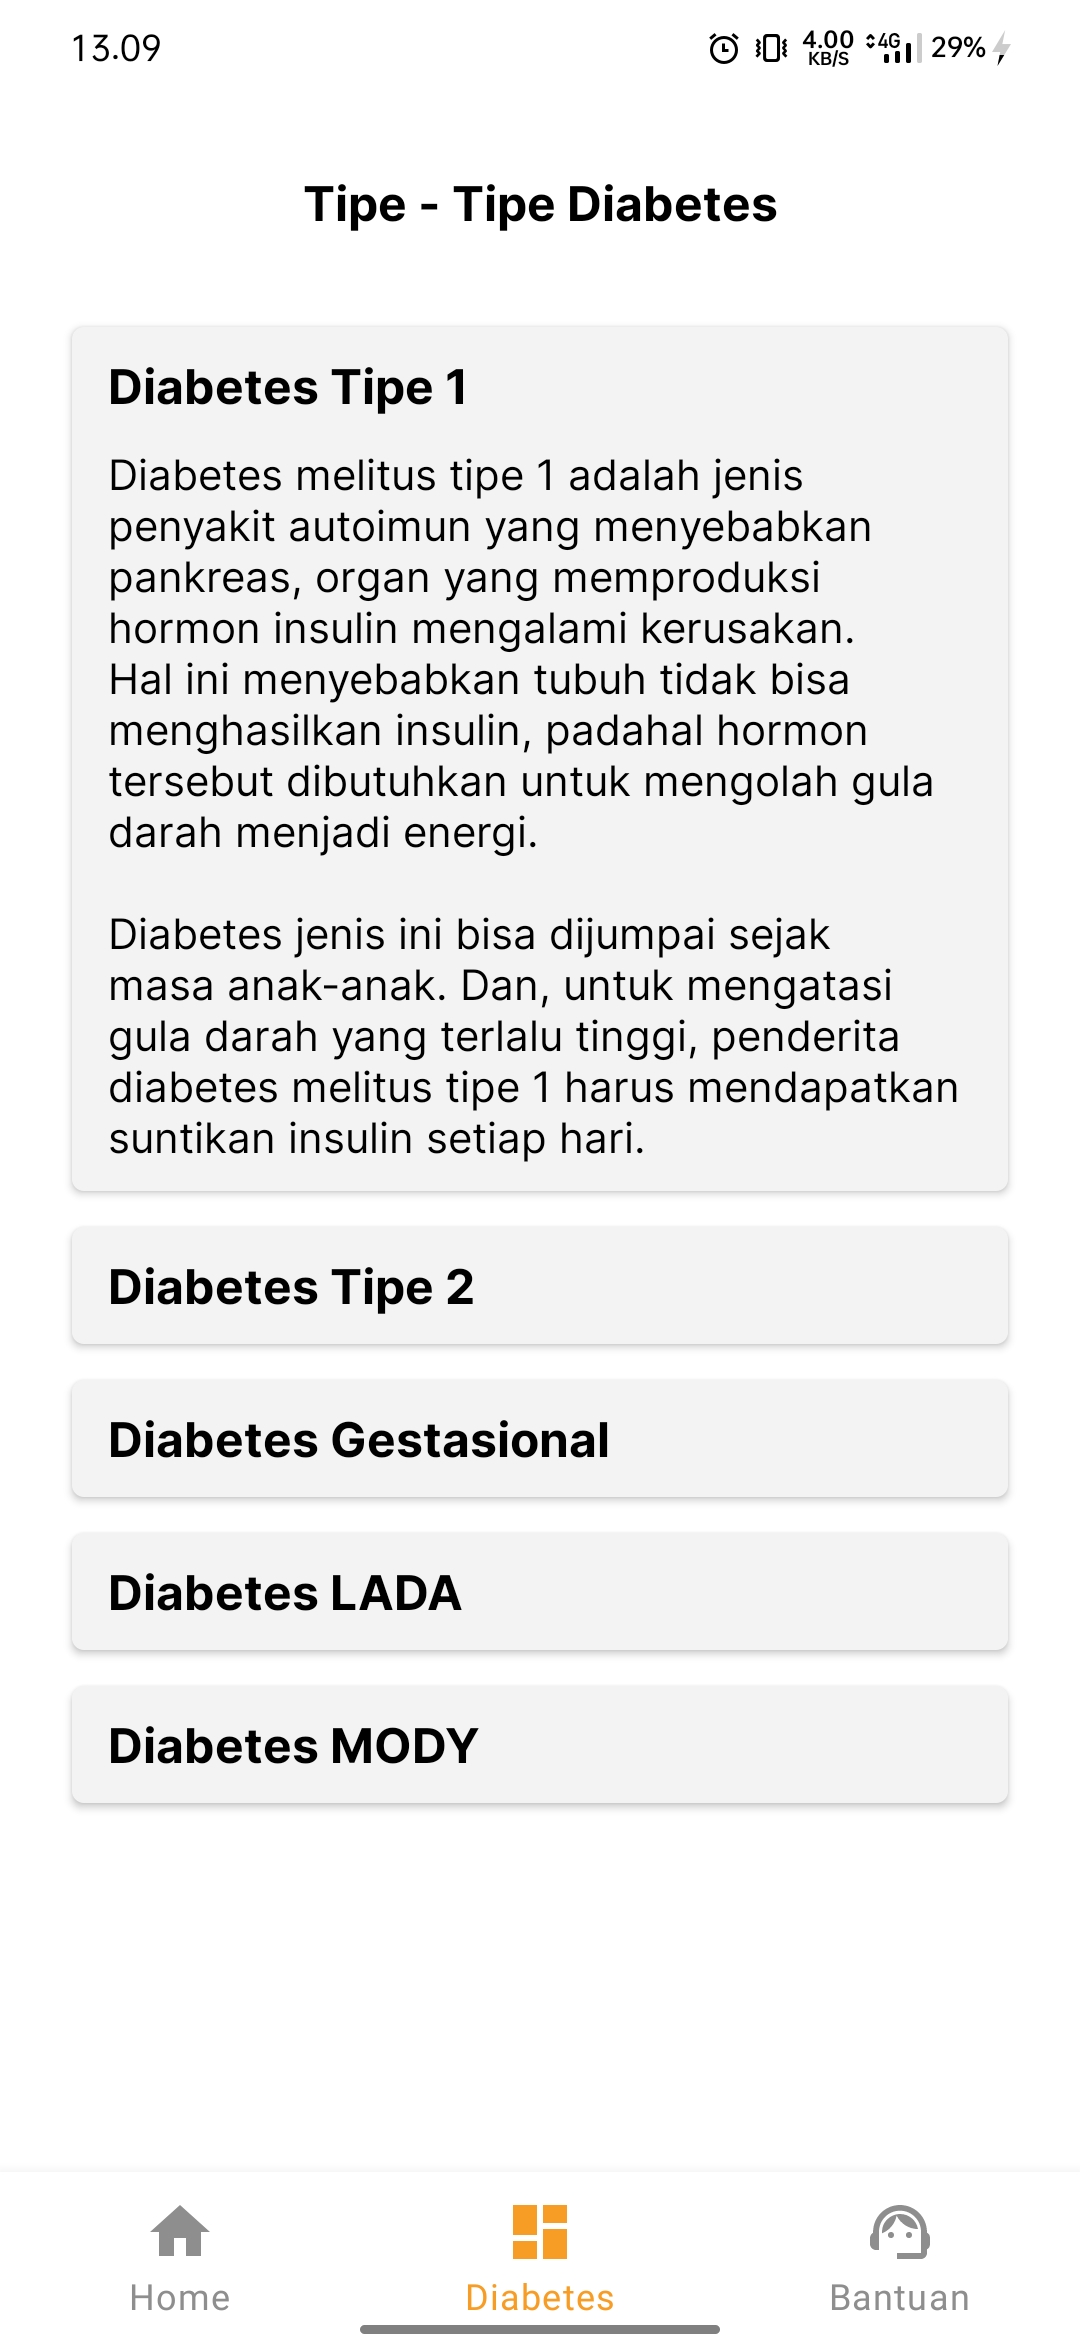 13.09
4.00
KB/S
4G
29%
Tipe - Tipe Diabetes
Diabetes Tipe 1
Diabetes melitus tipe 1 adalah jenis
penyakit autoimun yang menyebabkan
pankreas, organ yang memproduksi
hormon insulin mengalami kerusakan.
Hal ini menyebabkan tubuh tidak bisa
menghasilkan insulin, padahal hormon
tersebut dibutuhkan untuk mengolah gula
darah menjadi energi.
Diabetes jenis ini bisa dijumpai sejak
masa anak-anak. Dan, untuk mengatasi
gula darah yang terlalu tinggi, penderita
diabetes melitus tipe 1 harus mendapatkan
suntikan insulin setiap hari.
Diabetes Tipe 2
Diabetes Gestasional
Diabetes LADA
Diabetes MODY
Home
Diabetes
Bantuan